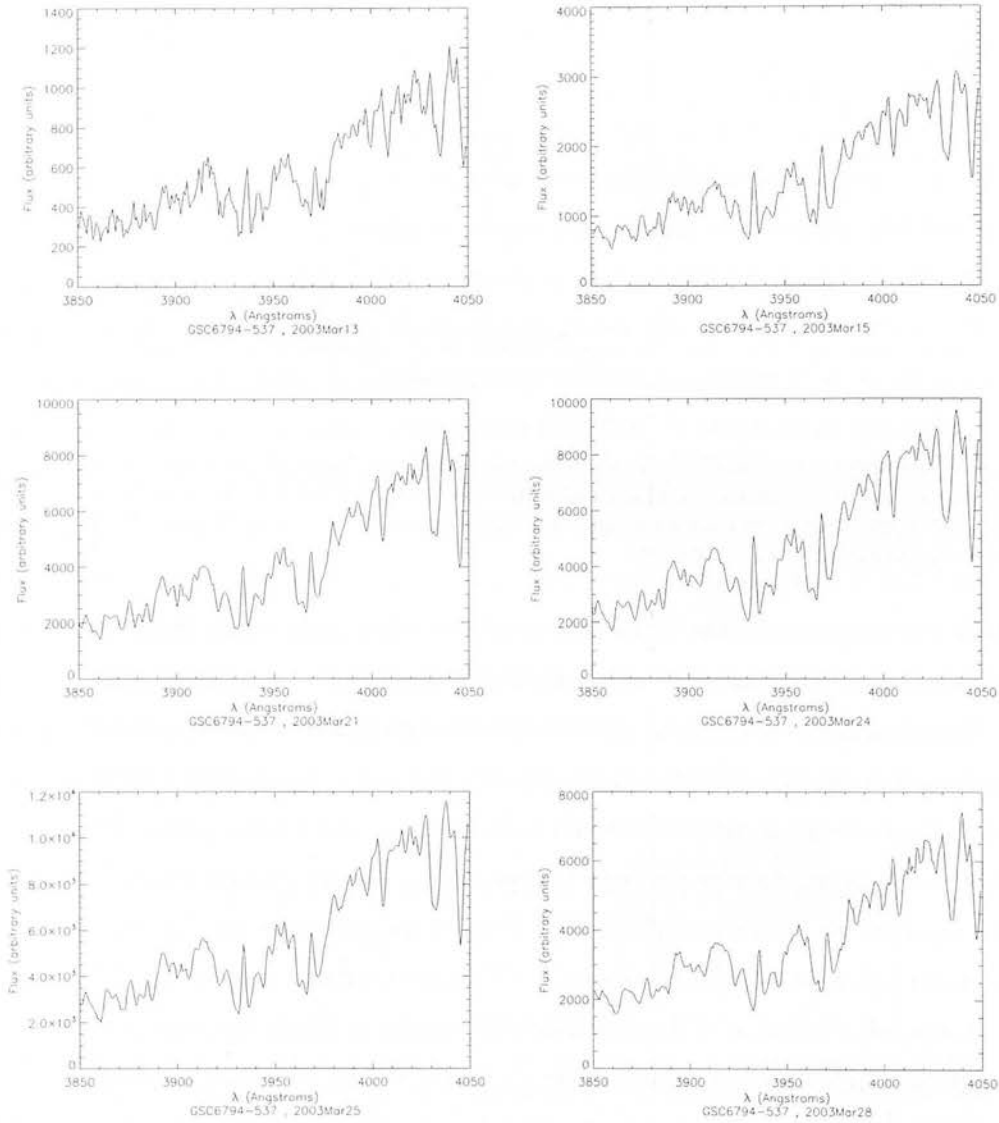 1400
1200
1000
800
600
400
200
0
Flux (arbitrary units)
3850 3900 3950 4000 4050
λ (Angstroms)
GSC6794-537 , 2003Mar13
4000
3000
2000
1000
0
Flux (arbitrary units)
3850 3900 3950 4000 4050
λ (Angstroms)
GSC6794-537 , 2003Mar15
10000
8000
6000
4000
2000
0
Flux (arbitrary units)
3850 3900 3950 4000 4050
λ (Angstroms)
GSC6794-537 , 2003Mar21
10000
8000
6000
4000
2000
0
Flux (arbitrary units)
3850 3900 3950 4000 4050
λ (Angstroms)
GSC6794-537 , 2003Mar24
1.2×10⁴
1.0×10⁴
8.0×10³
6.0×10³
4.0×10³
2.0×10³
0
Flux (arbitrary units)
3850 3900 3950 4000 4050
λ (Angstroms)
GSC6794-537 , 2003Mar25
8000
6000
4000
2000
0
Flux (arbitrary units)
3850 3900 3950 4000 4050
λ (Angstroms)
GSC6794-537 , 2003Mar28